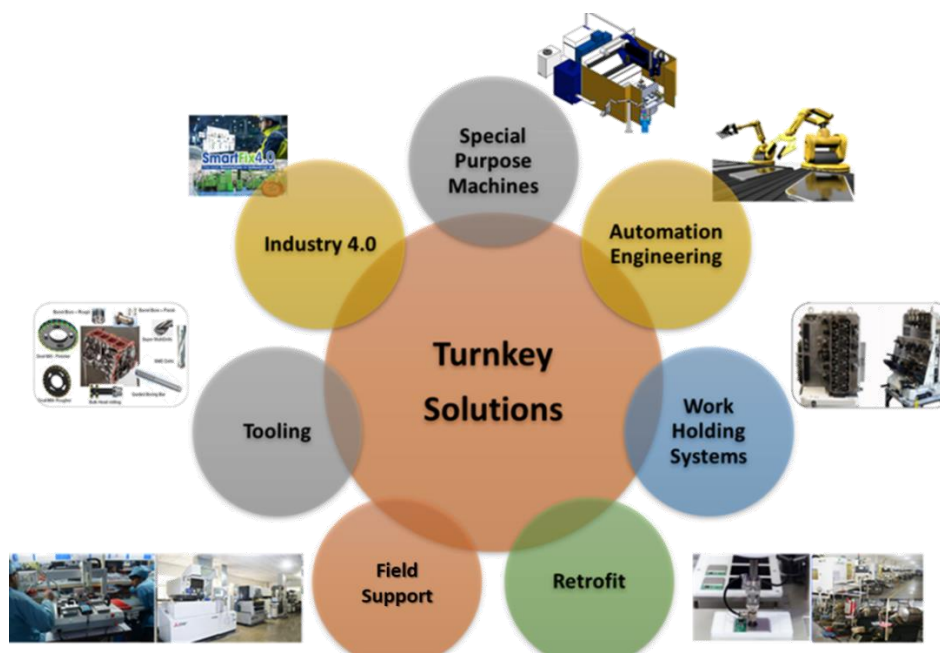 Special
Purpose
Machines
SmartFix4.0
Industry 4.0
Automation
Engineering
Turnkey
Solutions
Tooling
Work
Holding
Systems
Field
Support
Retrofit